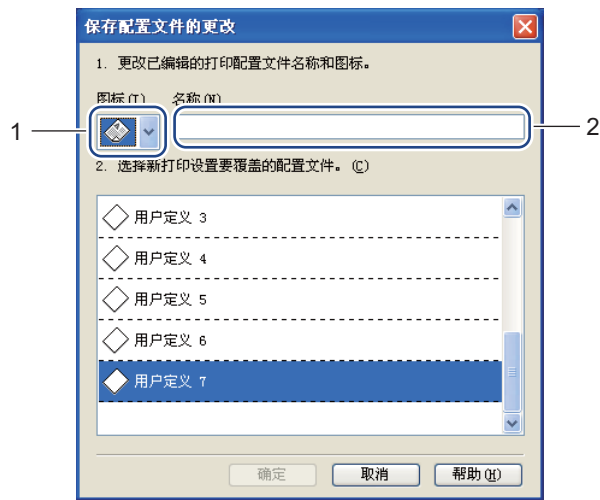 保存配置文件的更改
1. 更改已编辑的打印配置文件名称和图标。
图标(I) 名称(N)
1
2
2. 选择新打印设置要覆盖的配置文件。(C)
用户定义 3
用户定义 4
用户定义 5
用户定义 6
用户定义 7
确定 取消 帮助(H)